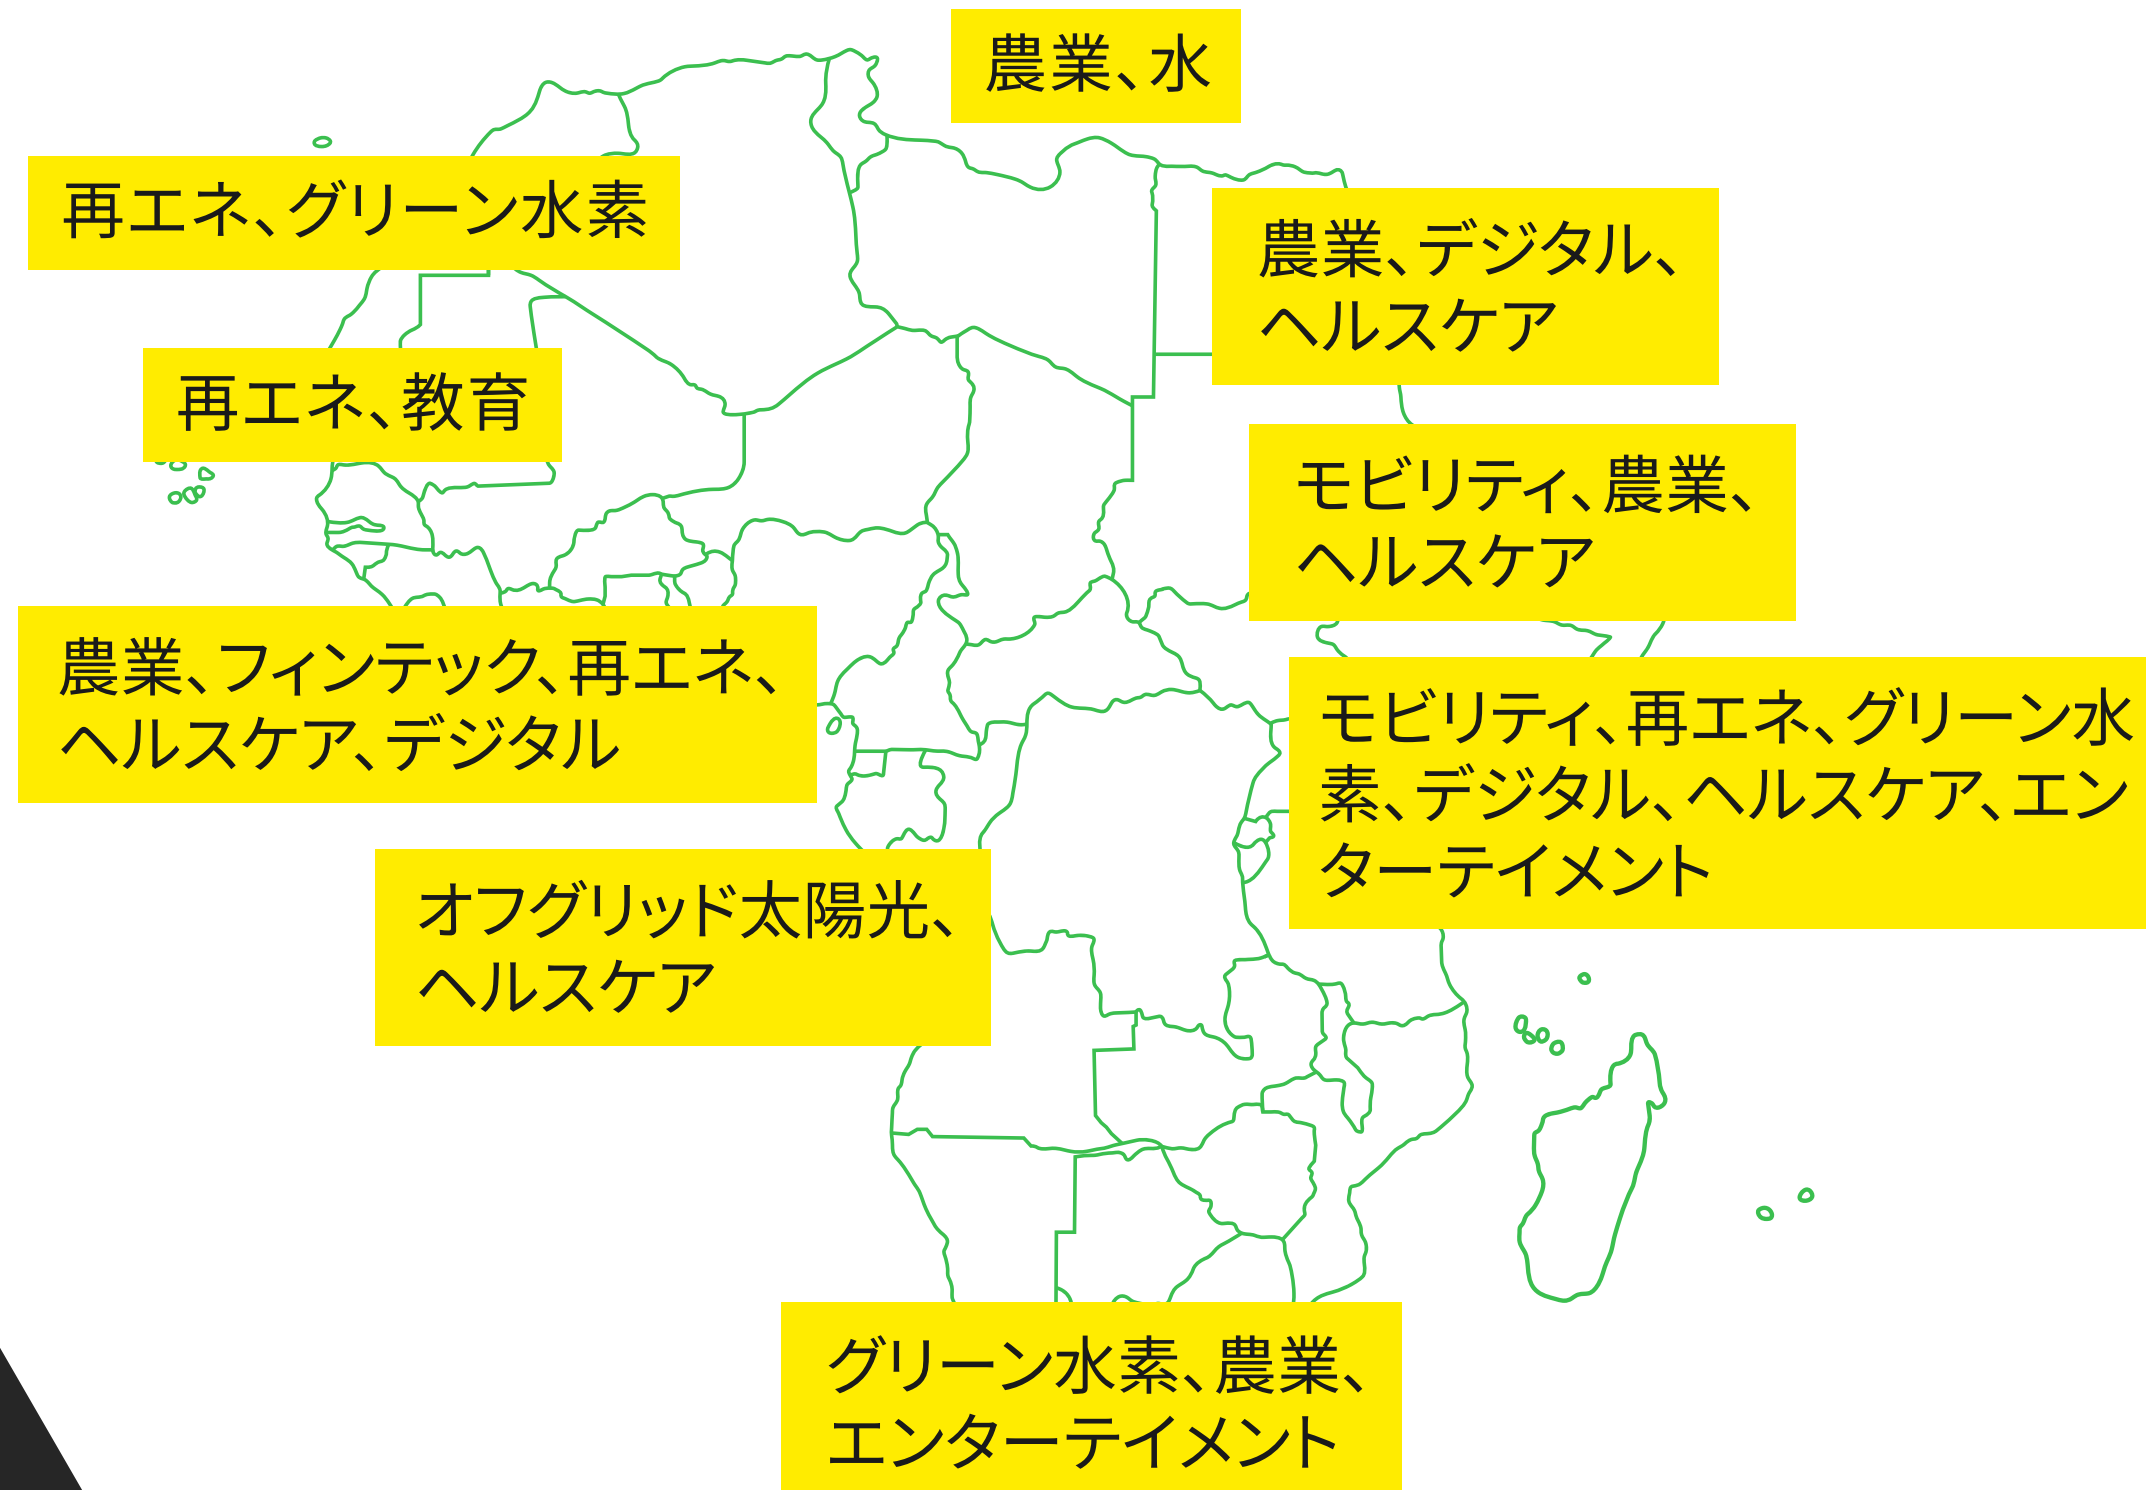 農業、水
再エネ、グリーン水素
農業、デジタル、
ヘルスケア
再エネ、教育
モビリティ、農業、
ヘルスケア
農業、フィンテック、再エネ、
ヘルスケア、デジタル
モビリティ、再エネ、グリーン水
素、デジタル、ヘルスケア、エン
ターテイメント
オフグリッド太陽光、
ヘルスケア
グリーン水素、農業、
エンターテイメント